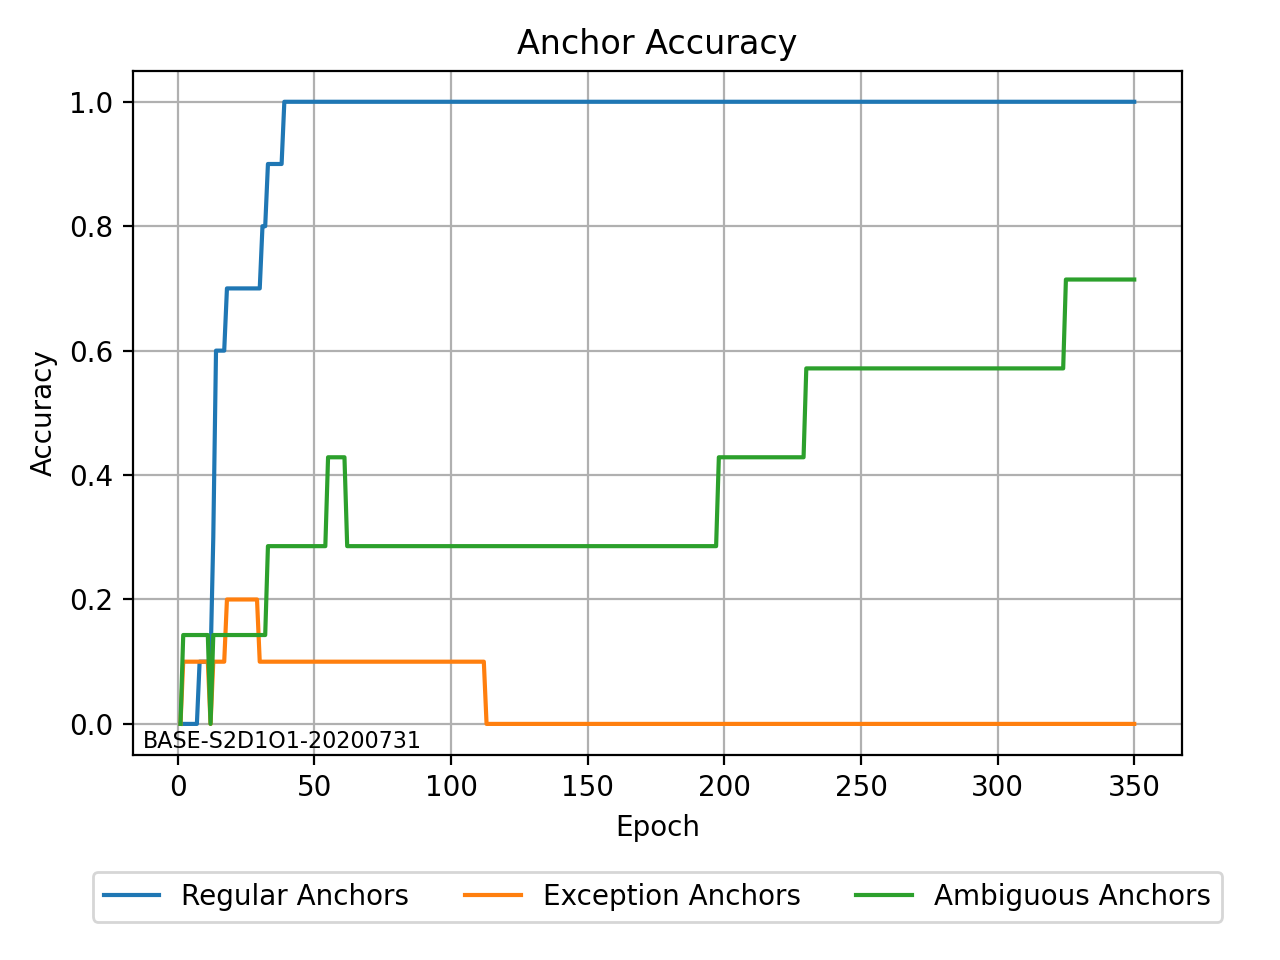 Anchor Accuracy
1.0
0.8
0.6
0.4
0.2
0.0
Accuracy
BASE-S2D1O1-20200731
0 50 100 150 200 250 300 350
Epoch
Regular Anchors Exception Anchors Ambiguous Anchors